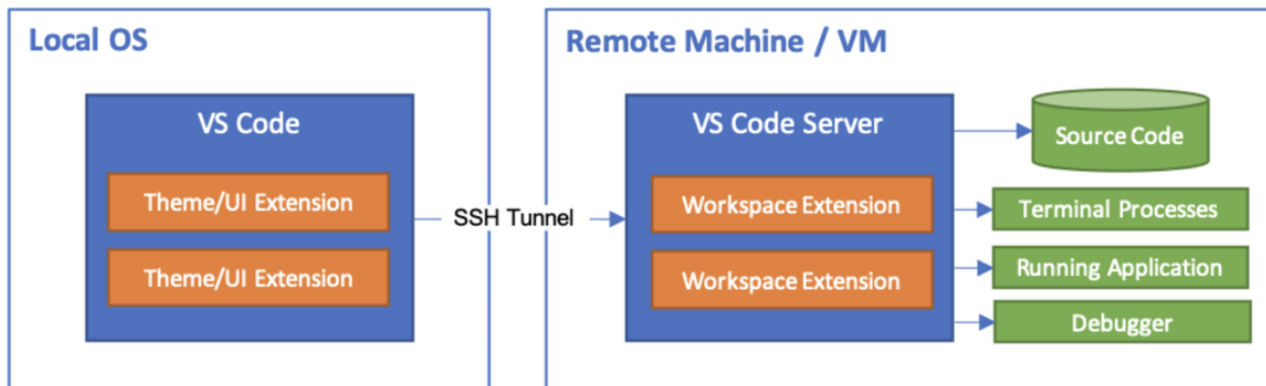 Local OS
VS Code
Theme/UI Extension
Theme/UI Extension
SSH Tunnel
Remote Machine / VM
VS Code Server
Workspace Extension
Workspace Extension
Source Code
Terminal Processes
Running Application
Debugger